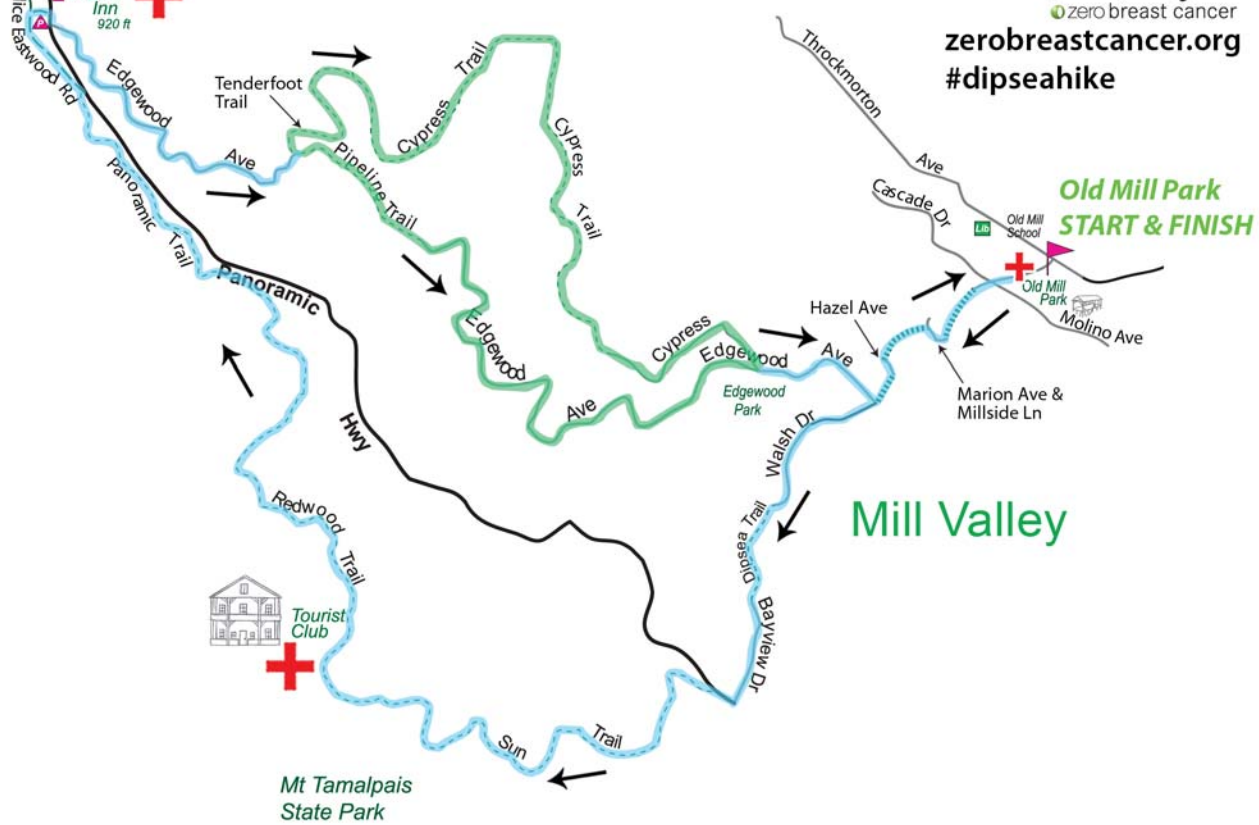 Inn
920 ft
zero breast cancer
zerobreastcancer.org
#dipseahike
P
Eastwood Rd
Edgewood
Ave
Tenderfoot
Trail
Cypress
Trail
Throckmorton
Ave
Cypress
Trail
Pipeline Trail
Panoramic
Trail
Cascade Dr
Lib
Old Mill
School
Old Mill Park
START & FINISH
Panoramic
Hwy
Old Mill
Park
Molino Ave
Hazel Ave
Edgewood
Ave
Cypress
Edgewood
Ave
Edgewood
Park
Marion Ave &
Millside Ln
Walsh Dr
Dipsea Trail
Mill Valley
Bayview Dr
Redwood
Trail
Tourist
Club
Sun
Trail
Mt Tamalpais
State Park